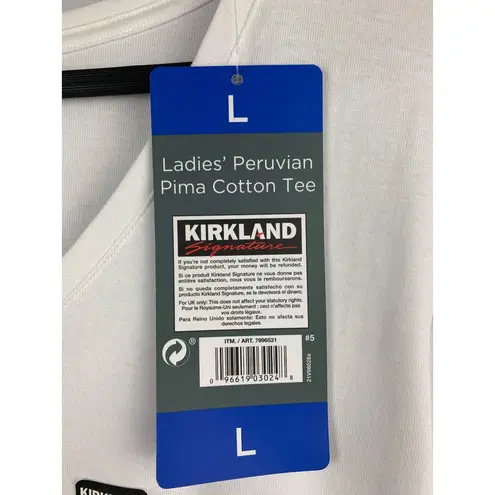 L
Ladies' Peruvian
Pima Cotton Tee
KIRKLAND
Signature
If you're not completely satisfied with this Kirkland
Signature product, your money will be refunded.
Si ce produit Kirkland Signature ne vous donne pas
entière satisfaction, nous vous le rembourserons.
Si no queda completamente satisfecho con su
producto Kirkland Signature, se le devolverá el dinero.
For UK only: This does not affect your statutory rights.
Pour le Royaume-Uni seulement : ceci n'affecte pas
vos droits légaux.
Para Reino Unido solamente: Esto no afecta sus
derechos legales.
ITM. / ART. 7996531
#5
0 96619 03024 8
21V06028a
L
KIRKL